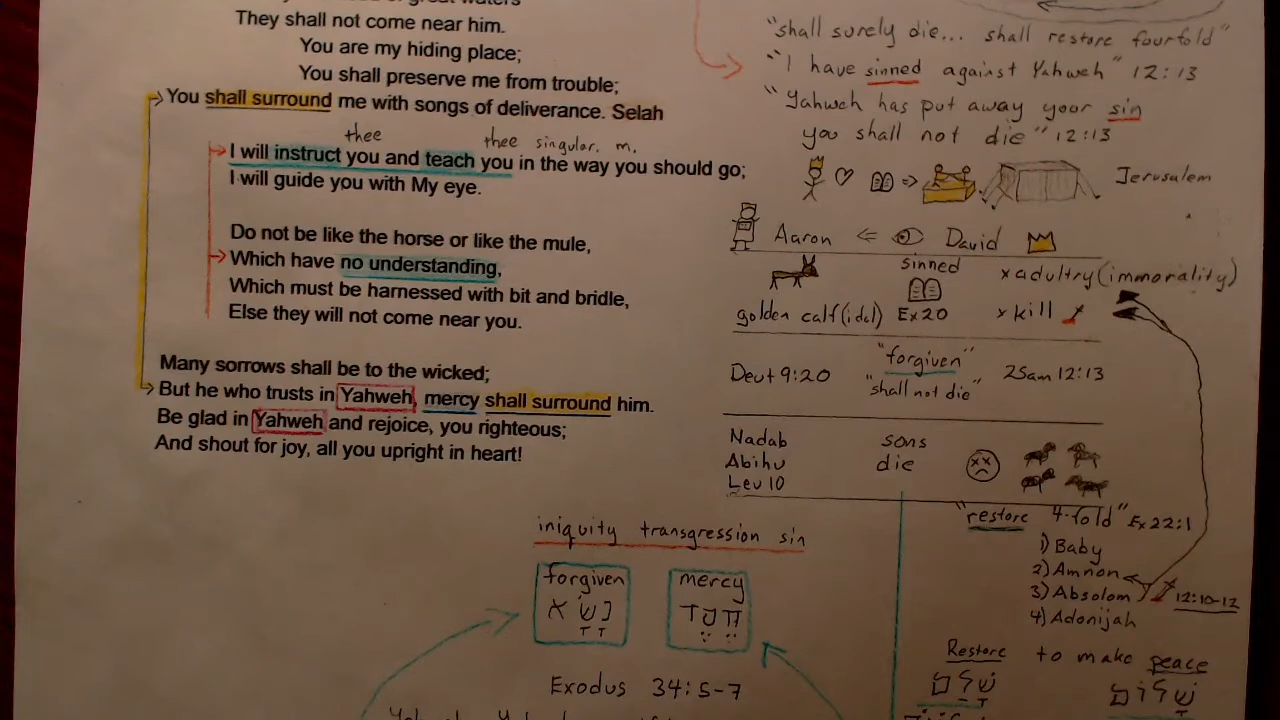 They shall not come near him.
You are my hiding place;
You shall preserve me from trouble;
You shall surround me with songs of deliverance. Selah
thee thee singular. m.
I will instruct you and teach you in the way you should go;
I will guide you with My eye.
Do not be like the horse or like the mule,
Which have no understanding,
Which must be harnessed with bit and bridle,
Else they will not come near you.
Many sorrows shall be to the wicked;
But he who trusts in Yahweh, mercy shall surround him.
Be glad in Yahweh and rejoice, you righteous;
And shout for joy, all you upright in heart!
"shall surely die... shall restore fourfold"
"I have sinned against Yahweh" 12:13
"Yahweh has put away your sin
you shall not die" 12:13
Jerusalem
Aaron David
sinned x adultry (immorality)
golden calf (idol) Ex 20 x kill
"forgiven"
Deut 9:20 "shall not die" 2Sam 12:13
Nadab sons
Abihu die
Lev 10
"restore 4-fold" Ex 22:1
1) Baby
2) Amnon
3) Absolom 12:10-12
4) Adonijah
Restore to make peace
שלם שלום
iniquity transgression sin
forgiven mercy
נָשָׂא חסד
Exodus 34:5-7